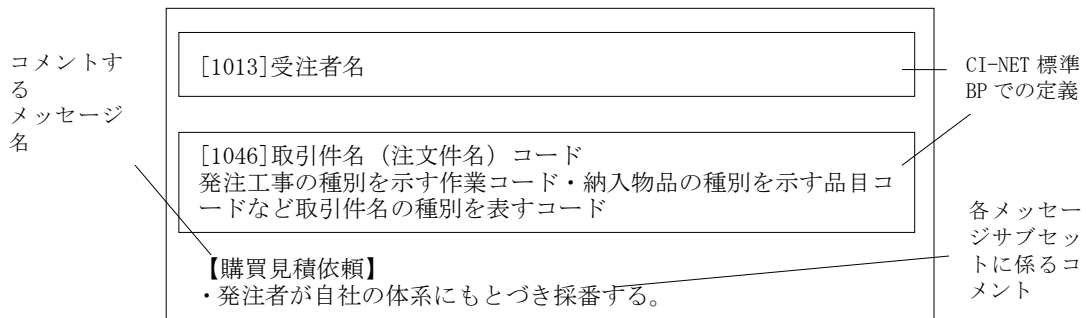 コメントす
る
メッセージ
名
[1013]受注者名
CI-NET 標準
BP での定義
[1046]取引件名（注文件名）コード
発注工事の種別を示す作業コード・納入物品の種別を示す品目コ
ードなど取引件名の種別を表すコード
【購買見積依頼】
・発注者が自社の体系にもとづき採番する。
各メッセー
ジサブセッ
トに係るコ
メント